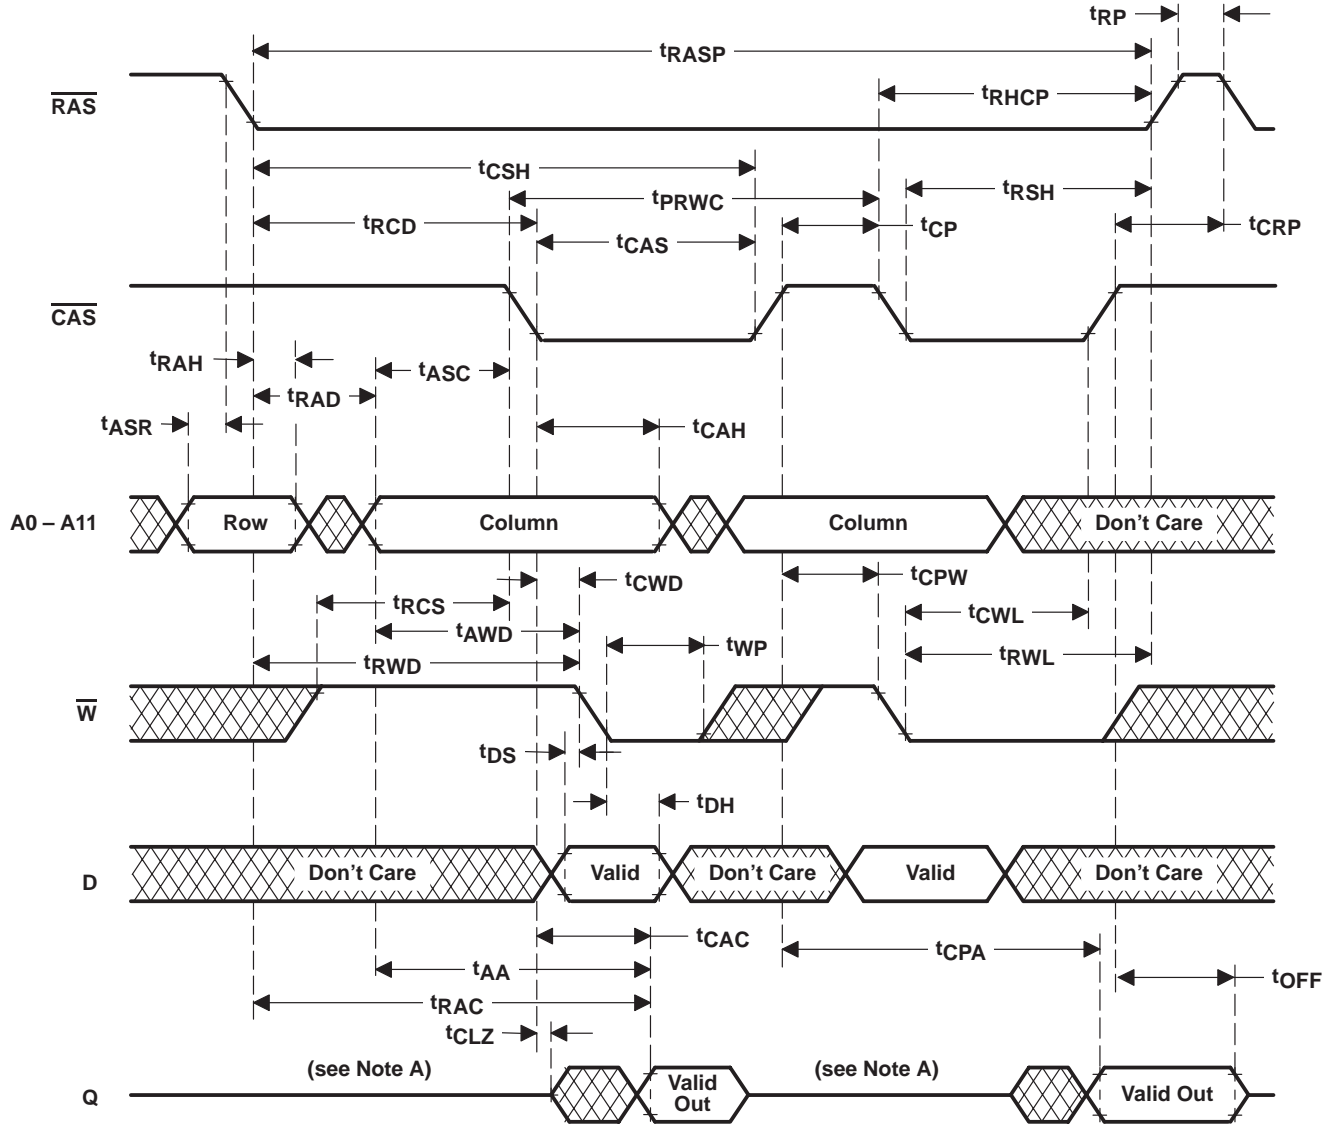 tRP
tRASP
RAS
tRHCP
tCSH
tRSH
tPRWC
tRCD
tCP
tCRP
tCAS
CAS
tRAH
tASC
tRAD
tASR
tCAH
A0 – A11
Row
Column
Column
Don't Care
tCWD
tCPW
tRCS
tCWL
tAWD
tWP
tRWL
tRWD
W
tDS
tDH
D
Don't Care
Valid
Don't Care
Valid
Don't Care
tCAC
tCPA
tAA
tOFF
tRAC
tCLZ
(see Note A)
(see Note A)
Q
Valid
Out
Valid Out